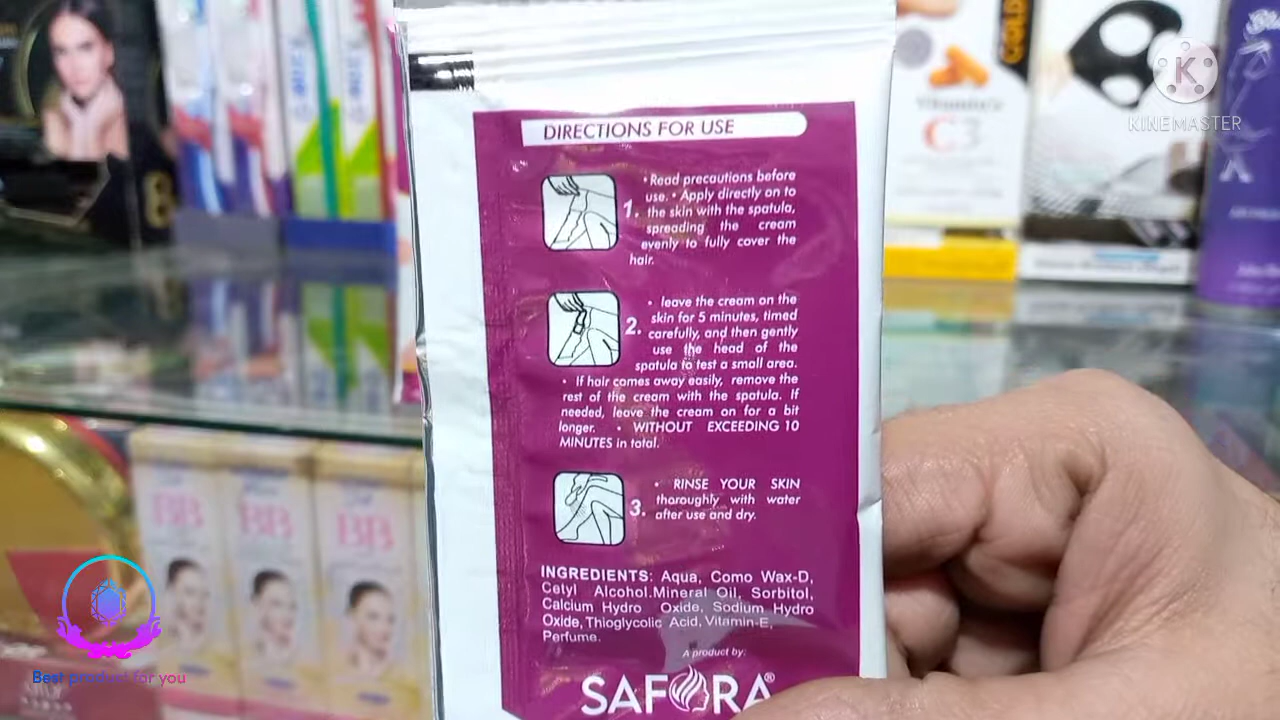 KINEMASTER
GOLD
Vitamin C
C3
DIRECTIONS FOR USE
1.
• Read precautions before
use. • Apply directly on to
the skin with the spatula,
spreading the cream
evenly to fully cover the
hair.
2.
• leave the cream on the
skin for 5 minutes, timed
carefully, and then gently
use the head of the
spatula to test a small area.
• If hair comes away easily, remove the
rest of the cream with the spatula. If
needed, leave the cream on for a bit
longer. • WITHOUT EXCEEDING 10
MINUTES in total.
3.
• RINSE YOUR SKIN
thoroughly with water
after use and dry.
INGREDIENTS: Aqua, Como Wax-D,
Cetyl Alcohol.Mineral Oil, Sorbitol,
Calcium Hydro Oxide, Sodium Hydro
Oxide, Thioglycolic Acid, Vitamin-E,
Perfume.
A product by:
SAFORA®
BB
BB
BB
Best product for you